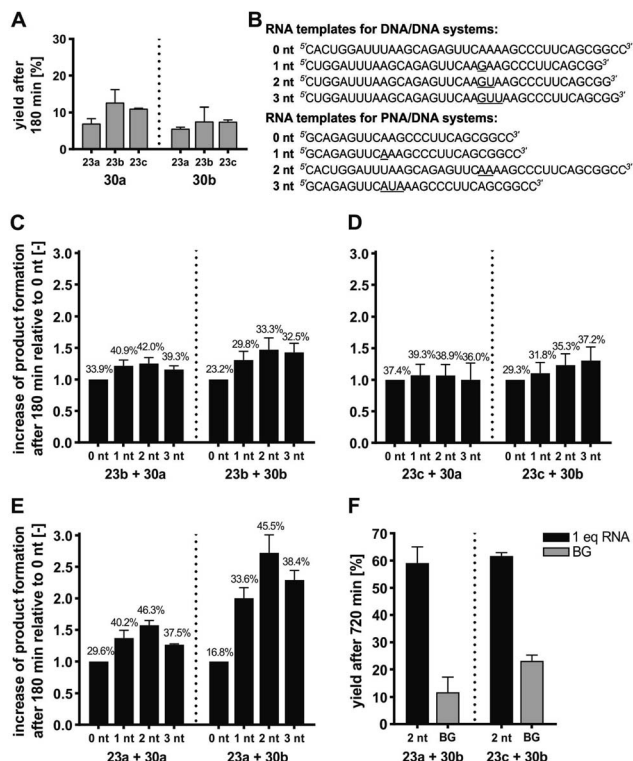 A
yield after
180 min [%]
30
20
10
0
23a 23b 23c 23a 23b 23c
30a 30b
B
RNA templates for DNA/DNA systems:
0 nt 5'CACUGGAUUUAAGCAGAGUUCAAAAGCCCUUCAGCGGCC3'
1 nt 5'CACUGGAUUUAAGCAGAGUUCAAGAAGCCCUUCAGCGG3'
2 nt 5'CACUGGAUUUAAGCAGAGUUCAAGUAAGCCCUUCAGCGG3'
3 nt 5'CACUGGAUUUAAGCAGAGUUCAAGUUAAGCCCUUCAGCGG3'
RNA templates for PNA/DNA systems:
0 nt 5'GCAGAGUUCAAGCCCUUCAGCGGCC3'
1 nt 5'GCAGAGUUCAAAGCCCUUCAGCGGCC3'
2 nt 5'CACUGGAUUUAAGCAGAGUUCAAAAGCCCUUCAGCGGCC3'
3 nt 5'GCAGAGUUCAUAAAGCCCUUCAGCGGCC3'
C
increase of product formation
after 180 min relative to 0 nt [-]
3.0
2.5
2.0
1.5
1.0
0.5
0.0
33.9% 40.9% 42.0% 39.3% 23.2% 29.8% 33.3% 32.5%
0 nt 1 nt 2 nt 3 nt 0 nt 1 nt 2 nt 3 nt
23b + 30a 23b + 30b
D
3.0
2.5
2.0
1.5
1.0
0.5
0.0
37.4% 39.3% 38.9% 36.0% 29.3% 31.8% 35.3% 37.2%
0 nt 1 nt 2 nt 3 nt 0 nt 1 nt 2 nt 3 nt
23c + 30a 23c + 30b
E
increase of product formation
after 180 min relative to 0 nt [-]
3.0
2.5
2.0
1.5
1.0
0.5
0.0
29.6% 40.2% 46.3% 37.5% 16.8% 33.6% 45.5% 38.4%
0 nt 1 nt 2 nt 3 nt 0 nt 1 nt 2 nt 3 nt
23a + 30a 23a + 30b
F
yield after 720 min [%]
70
60
50
40
30
20
10
0
1 eq RNA
BG
2 nt BG 2 nt BG
23a + 30b 23c + 30b